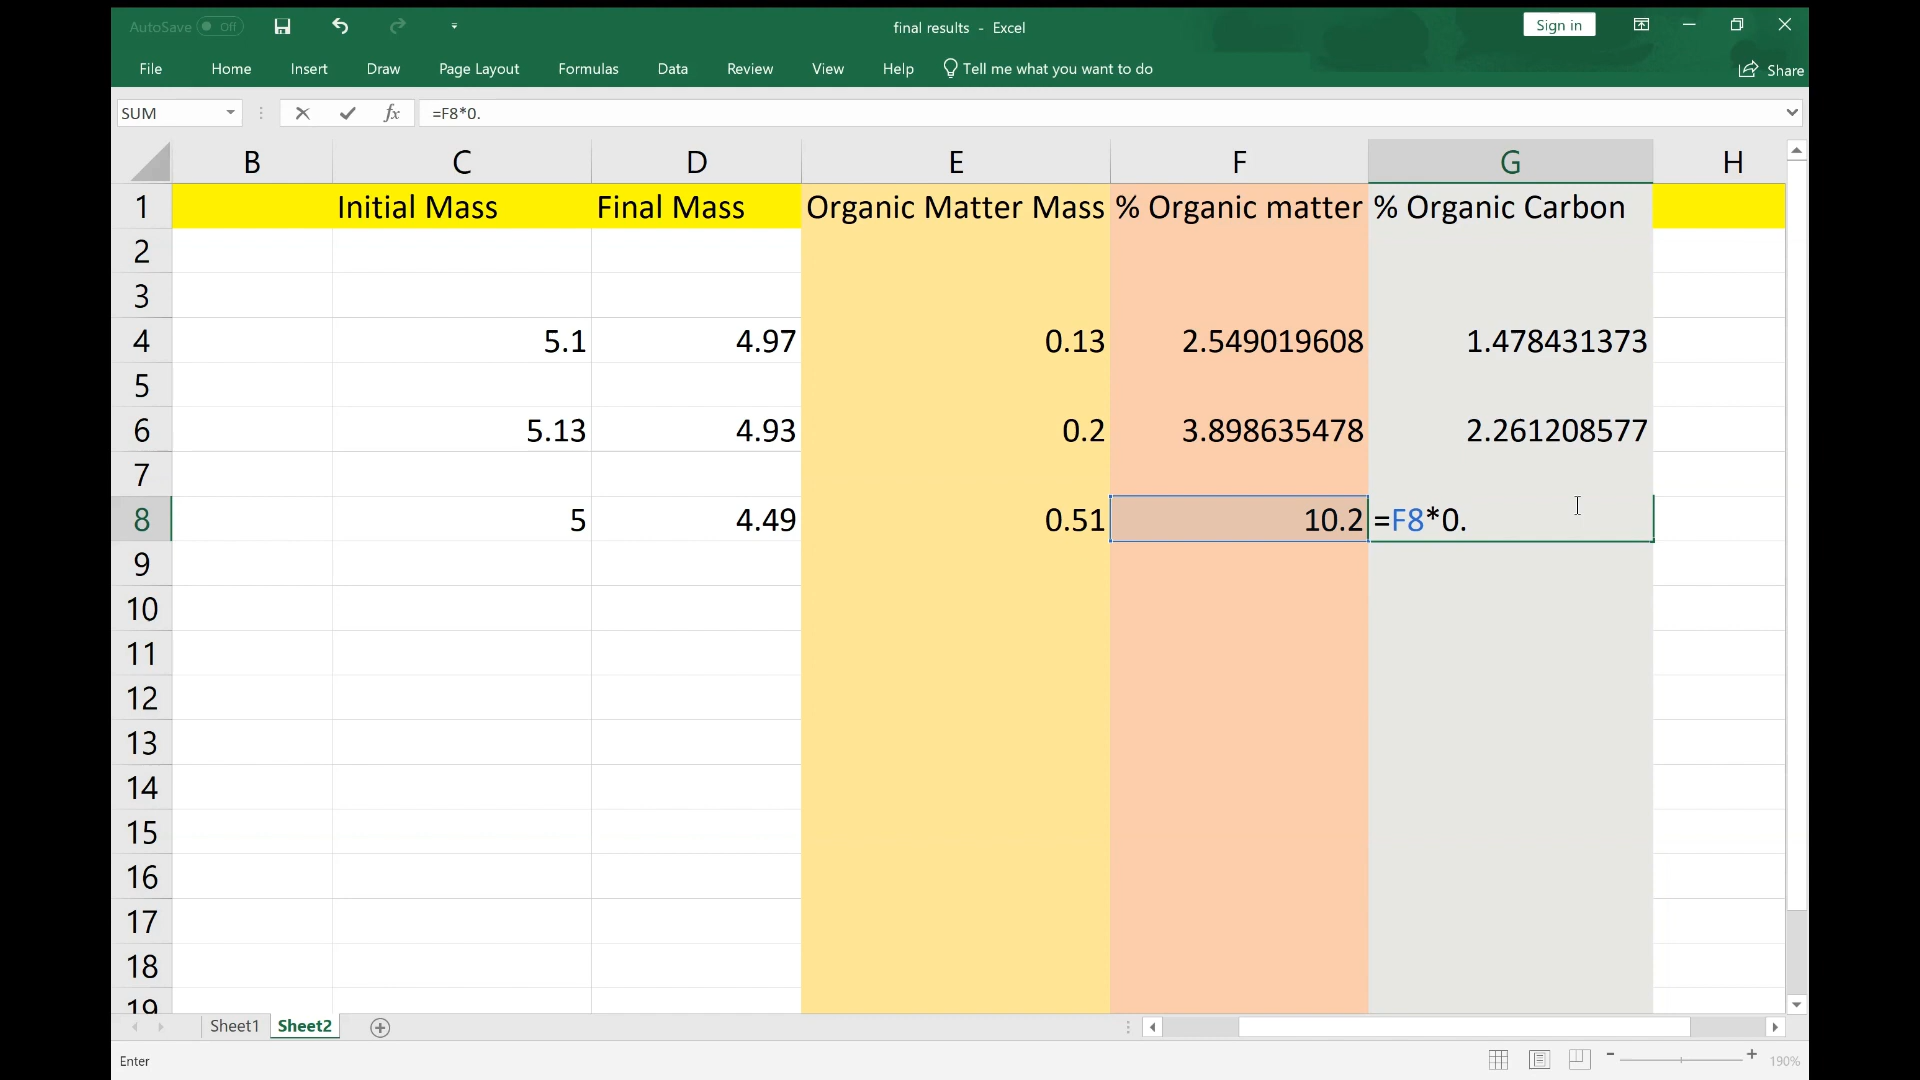 AutoSave Off final results - Excel Sign in
File Home Insert Draw Page Layout Formulas Data Review View Help Tell me what you want to do Share
SUM fx =F8*0.
B C D E F G H
1 Initial Mass Final Mass Organic Matter Mass % Organic matter % Organic Carbon
2
3
4 5.1 4.97 0.13 2.549019608 1.478431373
5
6 5.13 4.93 0.2 3.898635478 2.261208577
7
8 5 4.49 0.51 10.2 =F8*0.
9
10
11
12
13
14
15
16
17
18
19
Sheet1 Sheet2
Enter 190%